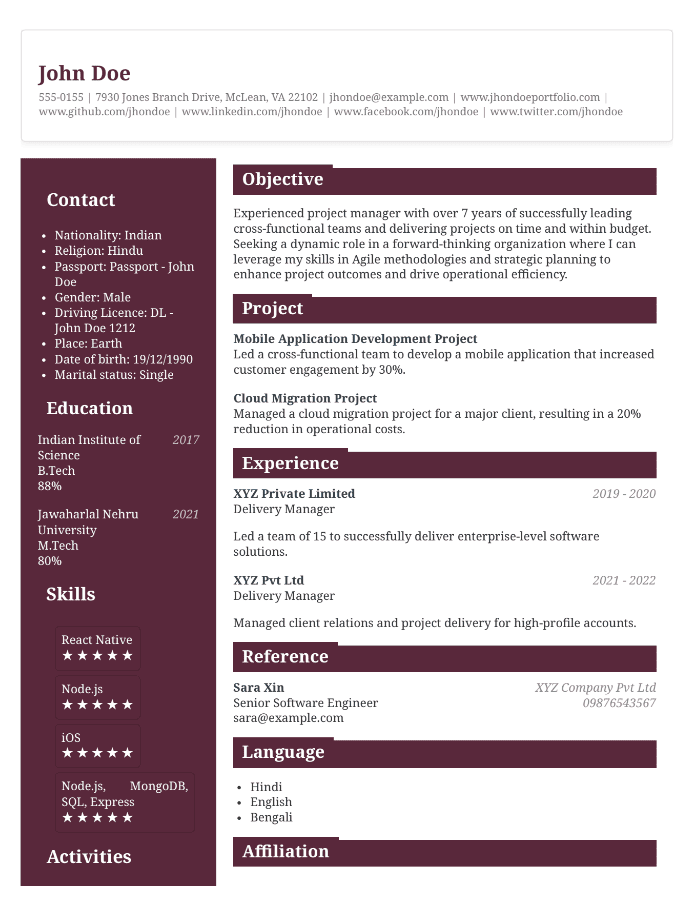 John Doe
555-0155 | 7930 Jones Branch Drive, McLean, VA 22102 | jhondoe@example.com | www.jhondoeportfolio.com |
www.github.com/jhondoe | www.linkedin.com/jhondoe | www.facebook.com/jhondoe | www.twitter.com/jhondoe
Contact
• Nationality: Indian
• Religion: Hindu
• Passport: Passport - John
Doe
• Gender: Male
• Driving Licence: DL -
John Doe 1212
• Place: Earth
• Date of birth: 19/12/1990
• Marital status: Single
Education
Indian Institute of 2017
Science
B.Tech
88%
Jawaharlal Nehru 2021
University
M.Tech
80%
Skills
React Native
★★★★★
Node.js
★★★★★
iOS
★★★★★
Node.js, MongoDB,
SQL, Express
★★★★★
Activities
Objective
Experienced project manager with over 7 years of successfully leading
cross-functional teams and delivering projects on time and within budget.
Seeking a dynamic role in a forward-thinking organization where I can
leverage my skills in Agile methodologies and strategic planning to
enhance project outcomes and drive operational efficiency.
Project
Mobile Application Development Project
Led a cross-functional team to develop a mobile application that increased
customer engagement by 30%.
Cloud Migration Project
Managed a cloud migration project for a major client, resulting in a 20%
reduction in operational costs.
Experience
XYZ Private Limited 2019 - 2020
Delivery Manager
Led a team of 15 to successfully deliver enterprise-level software
solutions.
XYZ Pvt Ltd 2021 - 2022
Delivery Manager
Managed client relations and project delivery for high-profile accounts.
Reference
Sara Xin XYZ Company Pvt Ltd
Senior Software Engineer 09876543567
sara@example.com
Language
• Hindi
• English
• Bengali
Affiliation